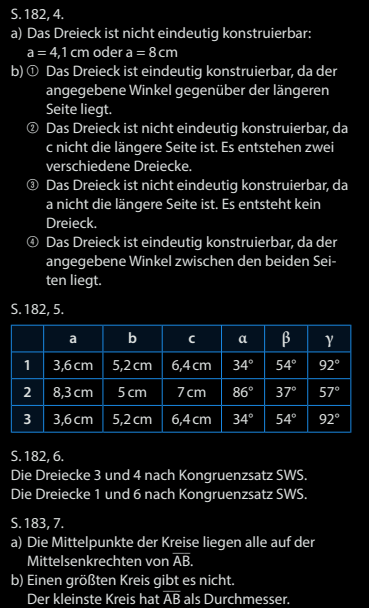 S. 182, 4.
a) Das Dreieck ist nicht eindeutig konstruierbar:
a = 4,1 cm oder a = 8 cm
b) ① Das Dreieck ist eindeutig konstruierbar, da der
angegebene Winkel gegenüber der längeren
Seite liegt.
② Das Dreieck ist nicht eindeutig konstruierbar, da
c nicht die längere Seite ist. Es entstehen zwei
verschiedene Dreiecke.
③ Das Dreieck ist nicht eindeutig konstruierbar, da
a nicht die längere Seite ist. Es entsteht kein
Dreieck.
④ Das Dreieck ist eindeutig konstruierbar, da der
angegebene Winkel zwischen den beiden Sei-
ten liegt.
S. 182, 5.
a b c α β γ
1 3,6 cm 5,2 cm 6,4 cm 34° 54° 92°
2 8,3 cm 5 cm 7 cm 86° 37° 57°
3 3,6 cm 5,2 cm 6,4 cm 34° 54° 92°
S. 182, 6.
Die Dreiecke 3 und 4 nach Kongruenzsatz SWS.
Die Dreiecke 1 und 6 nach Kongruenzsatz SWS.
S. 183, 7.
a) Die Mittelpunkte der Kreise liegen alle auf der
Mittelsenkrechten von A̅B̅.
b) Einen größten Kreis gibt es nicht.
Der kleinste Kreis hat A̅B̅ als Durchmesser.